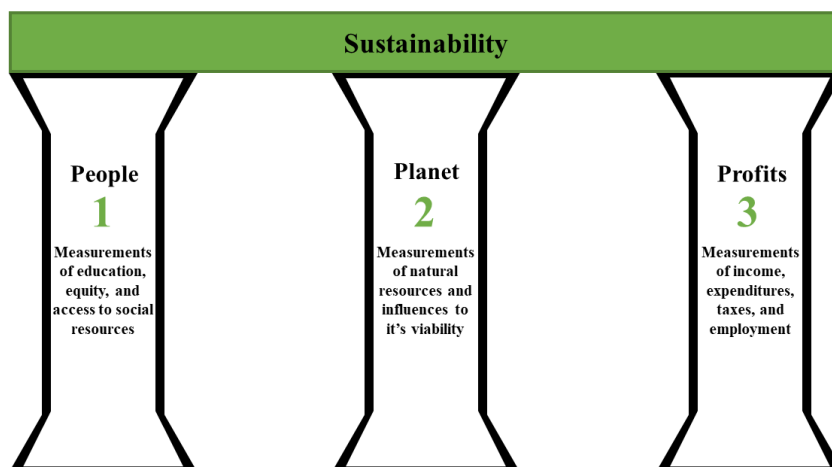 Sustainability
People
1
Measurements
of education,
equity, and
access to social
resources
Planet
2
Measurements
of natural
resources and
influences to
it's viability
Profits
3
Measurements
of income,
expenditures,
taxes, and
employment